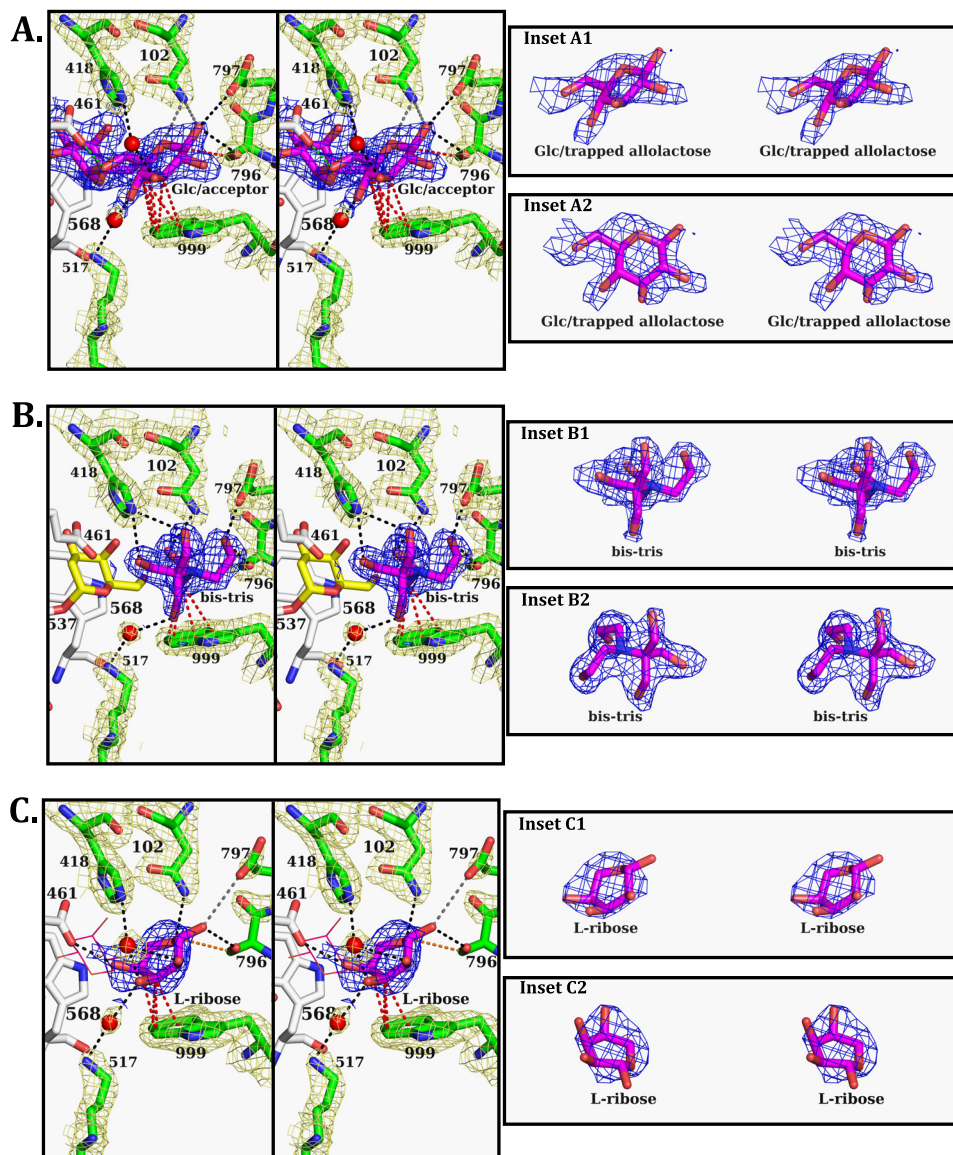 A.
418
102
797
461
Glc/acceptor
796
568
999
517
418
102
797
461
Glc/acceptor
796
568
999
517
Inset A1
Glc/trapped allolactose
Glc/trapped allolactose
Inset A2
Glc/trapped allolactose
Glc/trapped allolactose
B.
418
102
797
461
796
568
bis-tris
537
517
999
418
102
797
461
796
568
bis-tris
537
517
999
Inset B1
bis-tris
bis-tris
Inset B2
bis-tris
bis-tris
C.
418
102
797
461
796
L-ribose
568
999
517
418
102
797
461
796
L-ribose
568
999
517
Inset C1
L-ribose
L-ribose
Inset C2
L-ribose
L-ribose